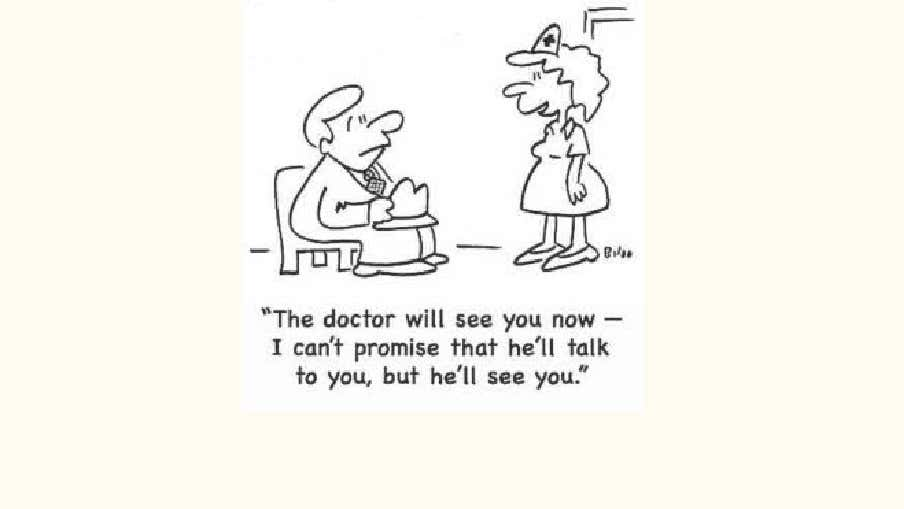 “The doctor will see you now —
I can't promise that he'll talk
to you, but he'll see you.”